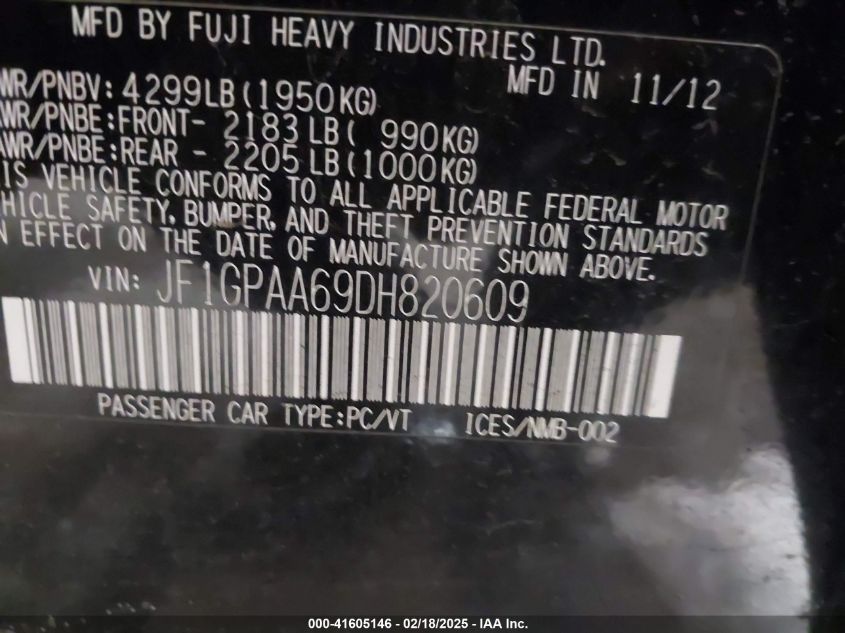 MFD BY FUJI HEAVY INDUSTRIES LTD.
MFD IN 11/12
WR/PNBV: 4299LB(1950KG)
AWR/PNBE:FRONT- 2183 LB( 990KG)
AWR/PNBE:REAR - 2205 LB(1000KG)
IS VEHICLE CONFORMS TO ALL APPLICABLE FEDERAL MOTOR
HICLE SAFETY, BUMPER, AND THEFT PREVENTION STANDARDS
N EFFECT ON THE DATE OF MANUFACTURE SHOWN ABOVE.
VIN: JF1GPAA69DH820609
PASSENGER CAR TYPE:PC/VT ICES/NMB-002
000-41605146 - 02/18/2025 - IAA Inc.